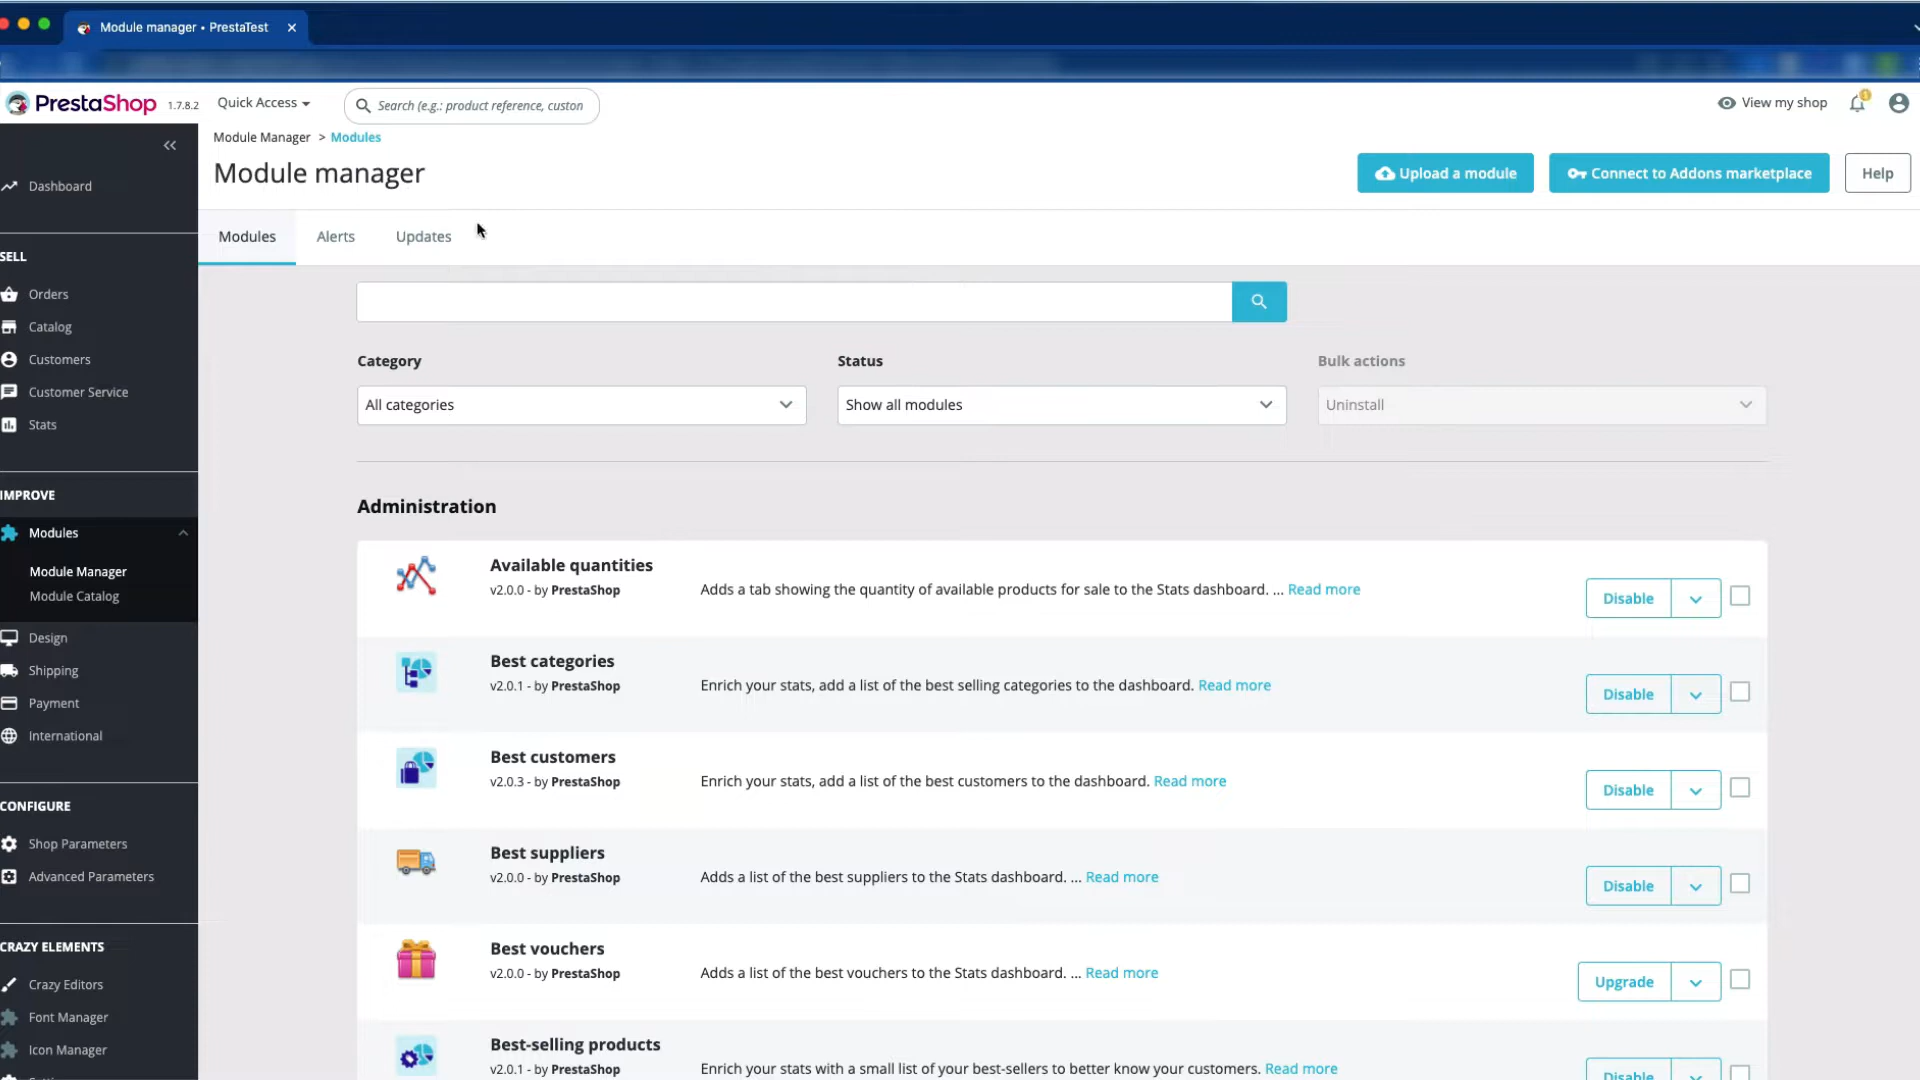 Module manager • PrestaTest
PrestaShop 1.7.8.2
Quick Access
Search (e.g.: product reference, custon
View my shop
Module Manager > Modules
Module manager
Upload a module
Connect to Addons marketplace
Help
Modules
Alerts
Updates
Dashboard
SELL
Orders
Catalog
Customers
Customer Service
Stats
IMPROVE
Modules
Module Manager
Module Catalog
Design
Shipping
Payment
International
CONFIGURE
Shop Parameters
Advanced Parameters
CRAZY ELEMENTS
Crazy Editors
Font Manager
Icon Manager
Category
All categories
Status
Show all modules
Bulk actions
Uninstall
Administration
Available quantities
v2.0.0 - by PrestaShop
Adds a tab showing the quantity of available products for sale to the Stats dashboard. ... Read more
Disable
Best categories
v2.0.1 - by PrestaShop
Enrich your stats, add a list of the best selling categories to the dashboard. Read more
Disable
Best customers
v2.0.3 - by PrestaShop
Enrich your stats, add a list of the best customers to the dashboard. Read more
Disable
Best suppliers
v2.0.0 - by PrestaShop
Adds a list of the best suppliers to the Stats dashboard. ... Read more
Disable
Best vouchers
v2.0.0 - by PrestaShop
Adds a list of the best vouchers to the Stats dashboard. ... Read more
Upgrade
Best-selling products
v2.0.1 - by PrestaShop
Enrich your stats with a small list of your best-sellers to better know your customers. Read more
Disable